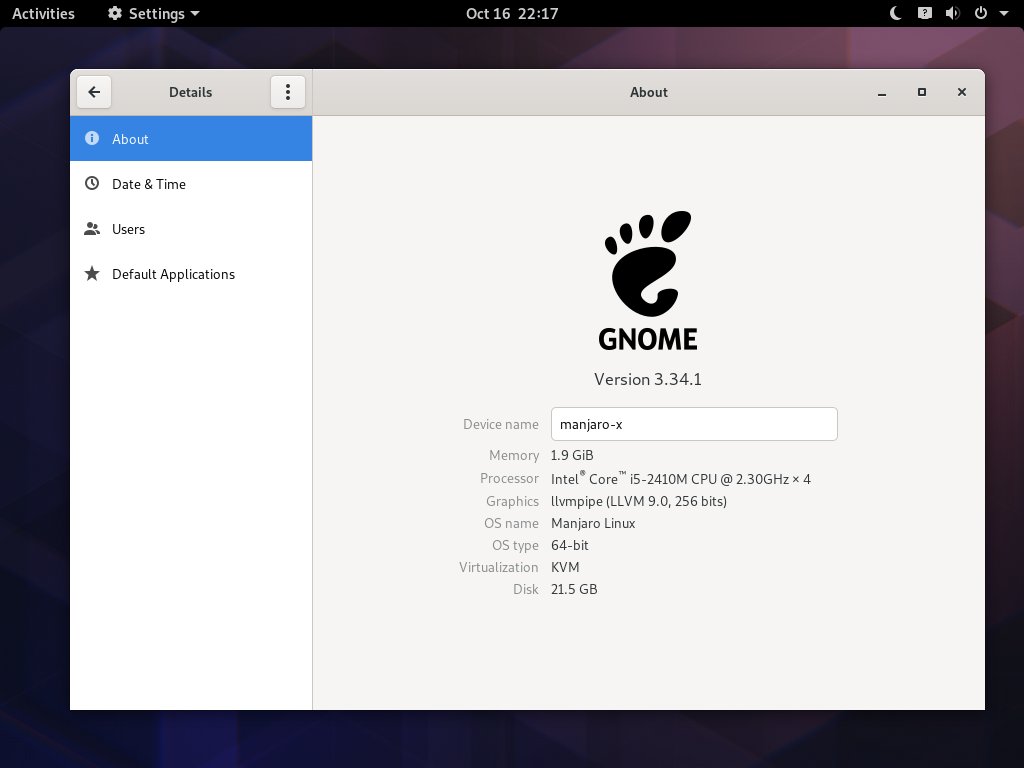 Activities Settings Oct 16 22:17
Details About
About
Date & Time
Users
Default Applications
GNOME
Version 3.34.1
Device name manjaro-x
Memory 1.9 GiB
Processor Intel® Core™ i5-2410M CPU @ 2.30GHz × 4
Graphics llvmpipe (LLVM 9.0, 256 bits)
OS name Manjaro Linux
OS type 64-bit
Virtualization KVM
Disk 21.5 GB